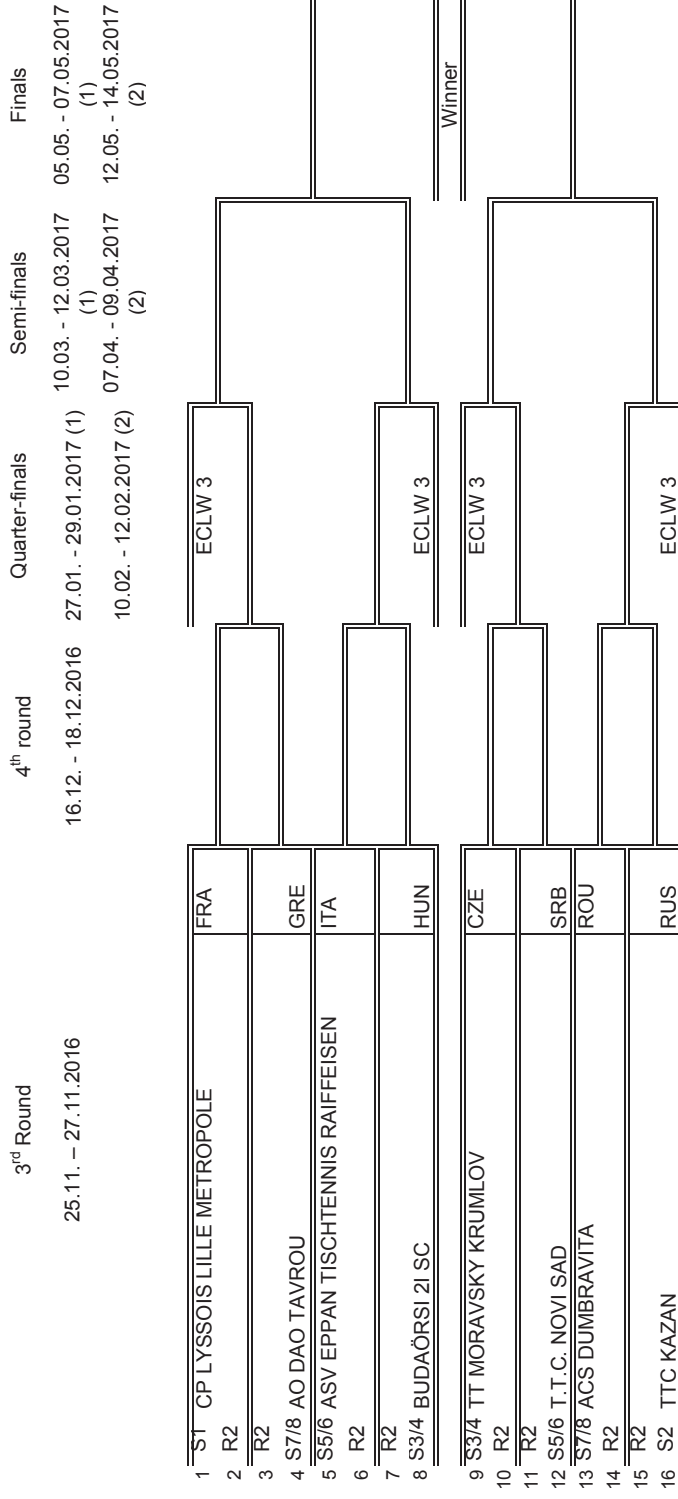 3rd Round
25.11. – 27.11.2016
4th round
16.12. - 18.12.2016
Quarter-finals
27.01. - 29.01.2017 (1)
10.02. - 12.02.2017 (2)
Semi-finals
10.03. - 12.03.2017
(1)
07.04. - 09.04.2017
(2)
Finals
05.05. - 07.05.2017
(1)
12.05. - 14.05.2017
(2)
1 S1 CP LYSSOIS LILLE METROPOLE FRA
ECLW 3
2 R2
3 R2
4 S7/8 AO DAO TAVROU GRE
5 S5/6 ASV EPPAN TISCHTENNIS RAIFFEISEN ITA
6 R2
7 R2
8 S3/4 BUDAÖRSI 2I SC HUN
ECLW 3
Winner
9 S3/4 TT MORAVSKY KRUMLOV CZE
ECLW 3
10 R2
11 R2
12 S5/6 T.T.C. NOVI SAD SRB
13 S7/8 ACS DUMBRAVITA ROU
14 R2
15 R2
16 S2 TTC KAZAN RUS
ECLW 3